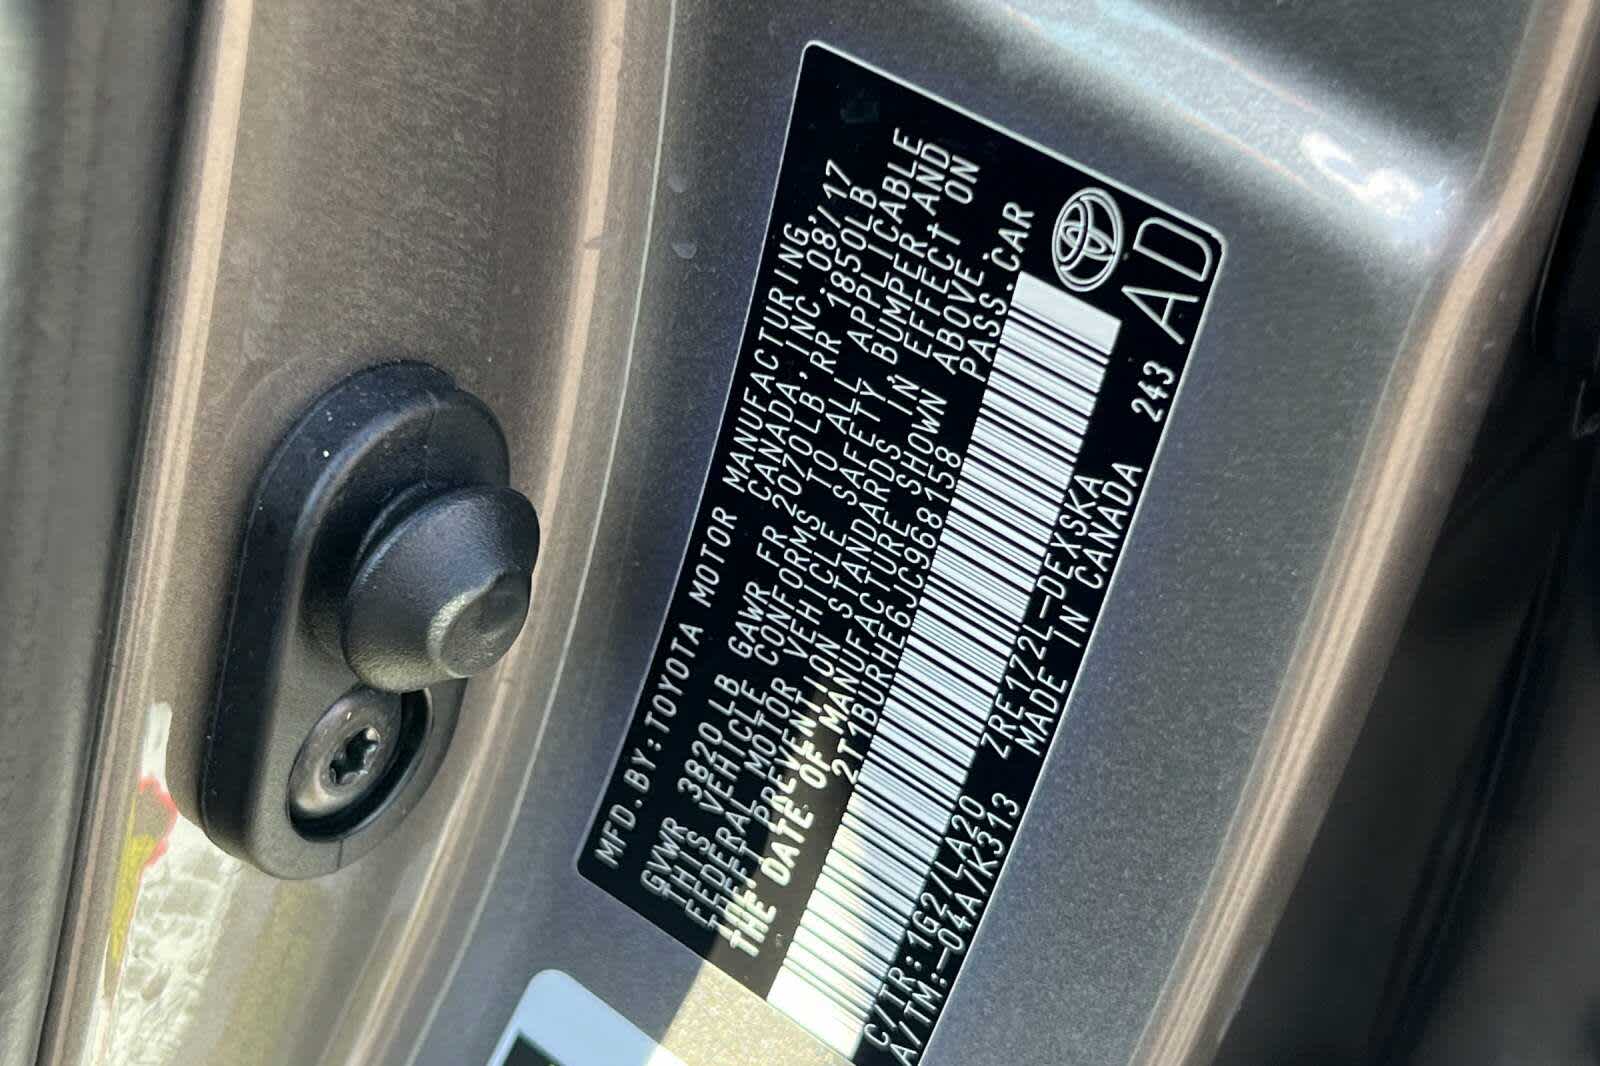 MFD.BY:TOYOTA MOTOR MANUFACTURING,
CANADA, INC. 08/17
GVWR 3820 LB GAWR FR 2070LB RR 1850LB
THIS VEHICLE CONFORMS TO ALL APPLICABLE
FEDERAL MOTOR VEHICLE SAFETY, BUMPER AND
THEFT PREVENTION STANDARDS IN EFFECT ON
THE DATE OF MANUFACTURE SHOWN ABOVE.
2T1BURHE6JC968158 PASS.CAR
C/TR:1G2/LA20 ZRE172L-DEXSKA 243
A/TM:-04A/K313 MADE IN CANADA AD